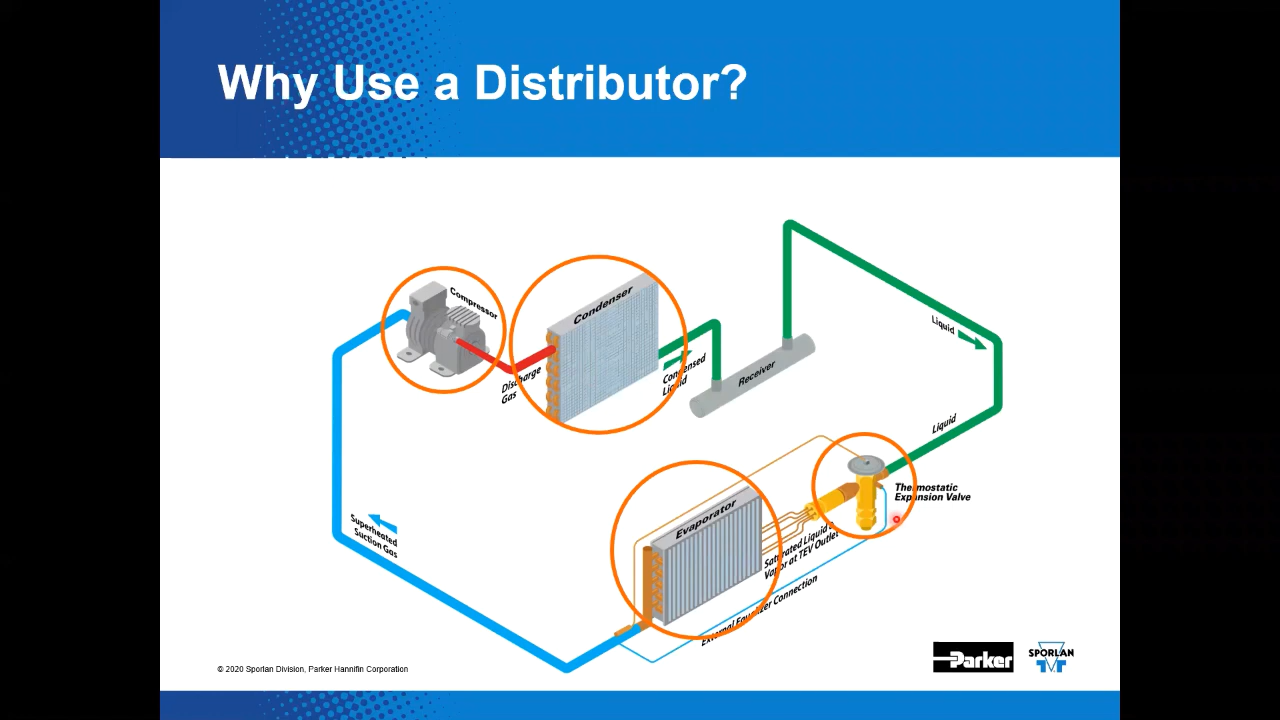 Why Use a Distributor?
Compressor
Condenser
Discharge
Gas
Condensed
Liquid
Receiver
Liquid
Liquid
Thermostatic
Expansion Valve
Evaporator
Saturated Liquid &
Vapor at TEV Outlet
External Equalizer Connection
Superheated
Suction Gas
© 2020 Sporlan Division, Parker Hannifin Corporation
Parker
SPORLAN